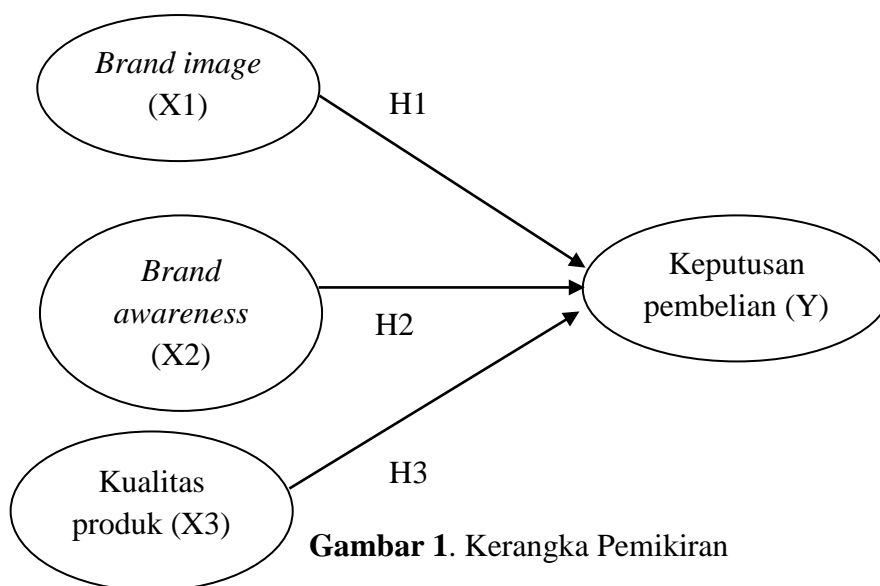 Brand image
(X1)
H1
Brand
awareness
(X2)
H2
Keputusan
pembelian (Y)
Kualitas
produk (X3)
H3
Gambar 1. Kerangka Pemikiran